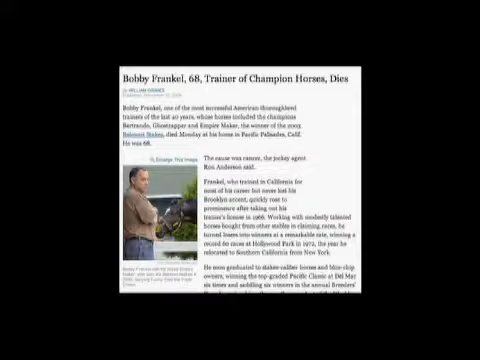 Bobby Frankel, 68, Trainer of Champion Horses, Dies
By WILLIAM GRIMES
Bobby Frankel, one of the most successful American thoroughbred
trainers of the last 20 years, whose horses included the champions
Bertrando, Ghostzapper and Empire Maker, the winner of the 2003
Belmont Stakes, died Monday at his home in Pacific Palisades, Calif.
He was 68.
Enlarge This Image
The cause was cancer, the jockey agent
Ron Anderson said.
Frankel, who trained in California for
most of his career but never lost his
Brooklyn accent, quickly rose to
prominence after taking out his
trainer's license in 1966. Working with modestly talented
horses bought from other stables in claiming races, he
turned losers into winners at a remarkable rate, winning a
record 60 races at Hollywood Park in 1972, the year he
relocated to Southern California from New York.
He soon graduated to stakes-caliber horses and blue-chip
owners, winning the top-graded Pacific Classic at Del Mar
six times and saddling six winners in the annual Breeders'